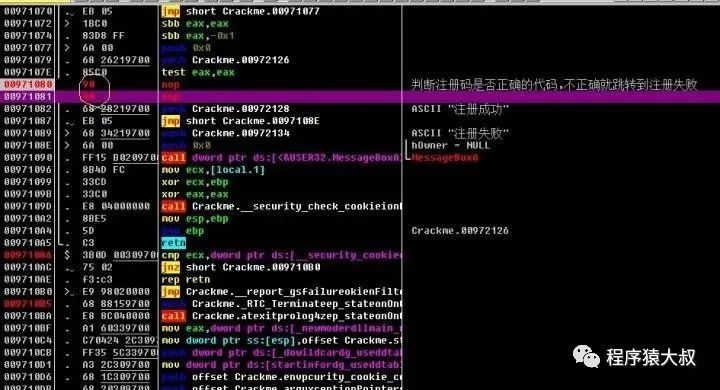 00971070 . EB 05 jmp short Crackme.00971077
00971072 > 1BC0 sbb eax,eax
00971074 . 83D8 FF sbb eax,-0x1
00971077 > 6A 00 push 0x0
00971079 . 68 26219700 push Crackme.00972126
0097107E . 85C0 test eax,eax
00971080 90 nop 判断注册码是否正确的代码,不正确就跳转到注册失败
00971081 90 nop
00971082 . 68 28219700 push Crackme.00972128 ASCII "注册成功"
00971087 . EB 05 jmp short Crackme.0097108E
00971089 > 68 34219700 push Crackme.00972134 ASCII "注册失败"
0097108E > 6A 00 push 0x0 hOwner = NULL
00971090 . FF15 B0209700 call dword ptr ds:[<&USER32.MessageBoxA> MessageBoxA
00971096 . 8B4D FC mov ecx,[local.1]
00971099 . 33CD xor ecx,ebp
0097109B . 33C0 xor eax,eax
0097109D . E8 04000000 call Crackme.__security_check_cookieion
009710A2 . 8BE5 mov esp,ebp
009710A4 . 5D pop ebp Crackme.00972126
009710A5 . C3 retn
009710A6 $ 3B0D 00309700 cmp ecx,dword ptr ds:[__security_cookie
009710AC . 75 02 jnz short Crackme.009710B0
009710AE . F3:C3 rep retn
009710B0 > E9 98020000 jmp Crackme.__report_gsfailureokienFilte
009710B5 . 68 88159700 push Crackme._RTC_Terminateep_stateonOn
009710BA . E8 8C040000 call Crackme.atexitprolog4zep_stateonOn
009710BF . A1 60339700 mov eax,dword ptr ds:[_newmoderdllmain_
009710C4 . C70424 2C309 mov dword ptr ss:[esp],offset Crackme.st
009710CB . FF35 5C339700 push dword ptr ds:[_dowildcardy_useddtab
009710D1 . A3 2C309700 mov dword ptr ds:[startinfordg_useddtabl
009710D6 . 68 1C309700 push offset Crackme.envpcurity_cookie_c
009710DB . 68 20309700 push offset Crackme.argvceptionPointers
程序猿大叔